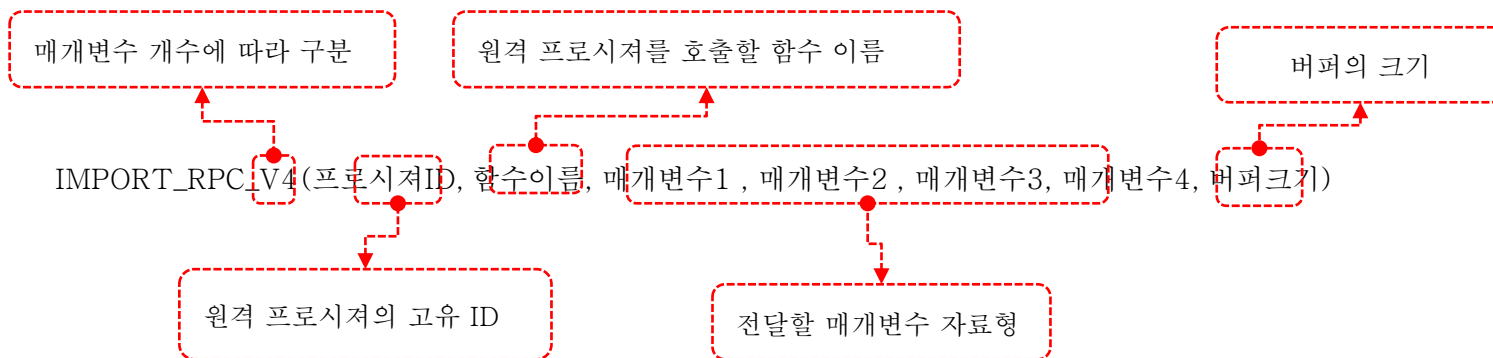 매개변수 개수에 따라 구분
원격 프로시져를 호출할 함수 이름
버퍼의 크기
IMPORT_RPC_V4(프로시져ID, 함수이름, 매개변수1 , 매개변수2 , 매개변수3, 매개변수4, 버퍼크기)
원격 프로시져의 고유 ID
전달할 매개변수 자료형